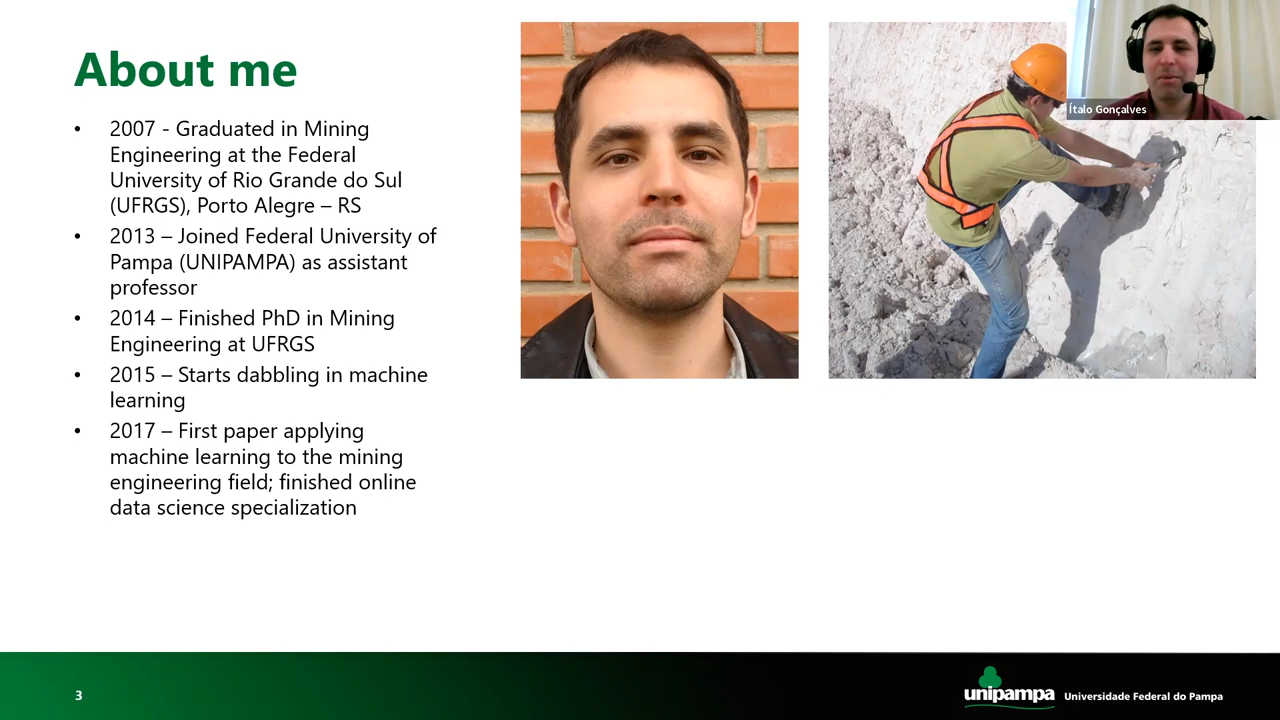 About me
• 2007 - Graduated in Mining
Engineering at the Federal
University of Rio Grande do Sul
(UFRGS), Porto Alegre – RS
• 2013 – Joined Federal University of
Pampa (UNIPAMPA) as assistant
professor
• 2014 – Finished PhD in Mining
Engineering at UFRGS
• 2015 – Starts dabbling in machine
learning
• 2017 – First paper applying
machine learning to the mining
engineering field; finished online
data science specialization
Ítalo Gonçalves
3
unipampa
Universidade Federal do Pampa